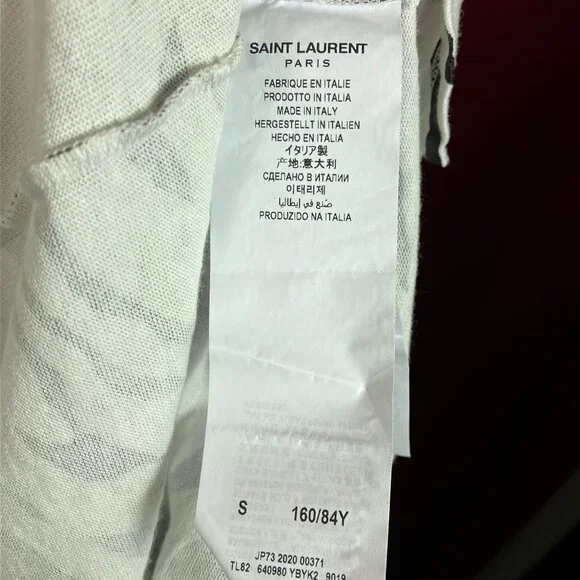 SAINT LAURENT
PARIS
FABRIQUE EN ITALIE
PRODOTTO IN ITALIA
MADE IN ITALY
HERGESTELLT IN ITALIEN
HECHO EN ITALIA
イタリア製
产地:意大利
СДЕЛАНО В ИТАЛИИ
이태리제
صنع في إيطاليا
PRODUZIDO NA ITALIA
S 160/84Y
JP73 2020 00371
TL82 640980 YBYK2 9019